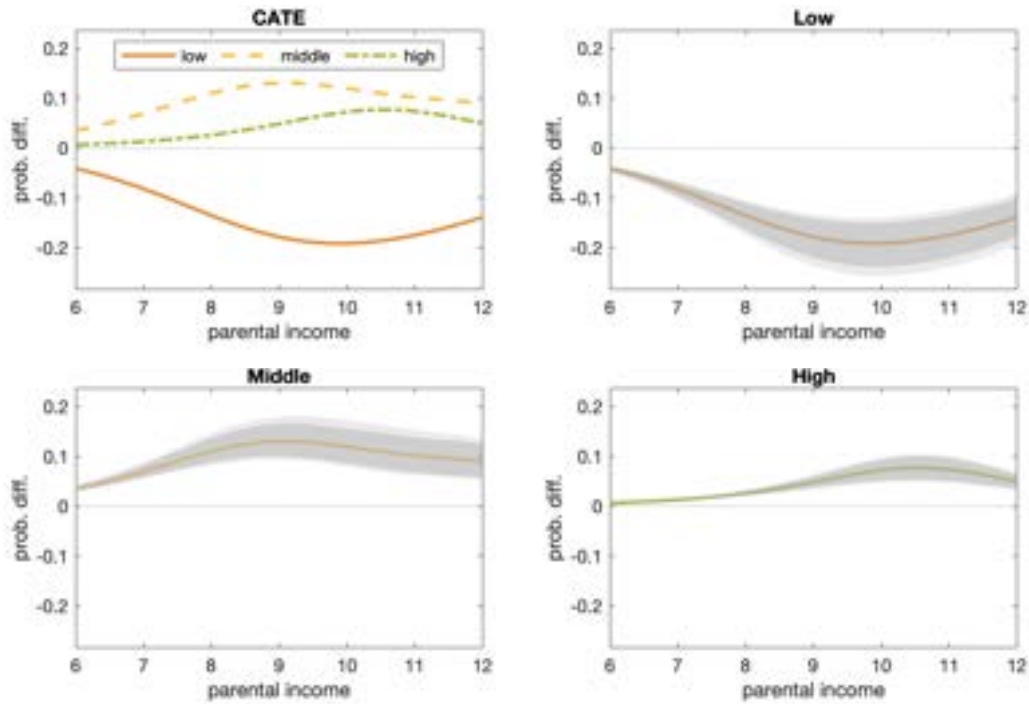 CATE
low middle high
0.2
0.1
0
-0.1
-0.2
prob. diff.
6 7 8 9 10 11 12
parental income
Low
0.2
0.1
0
-0.1
-0.2
prob. diff.
6 7 8 9 10 11 12
parental income
Middle
0.2
0.1
0
-0.1
-0.2
prob. diff.
6 7 8 9 10 11 12
parental income
High
0.2
0.1
0
-0.1
-0.2
prob. diff.
6 7 8 9 10 11 12
parental income